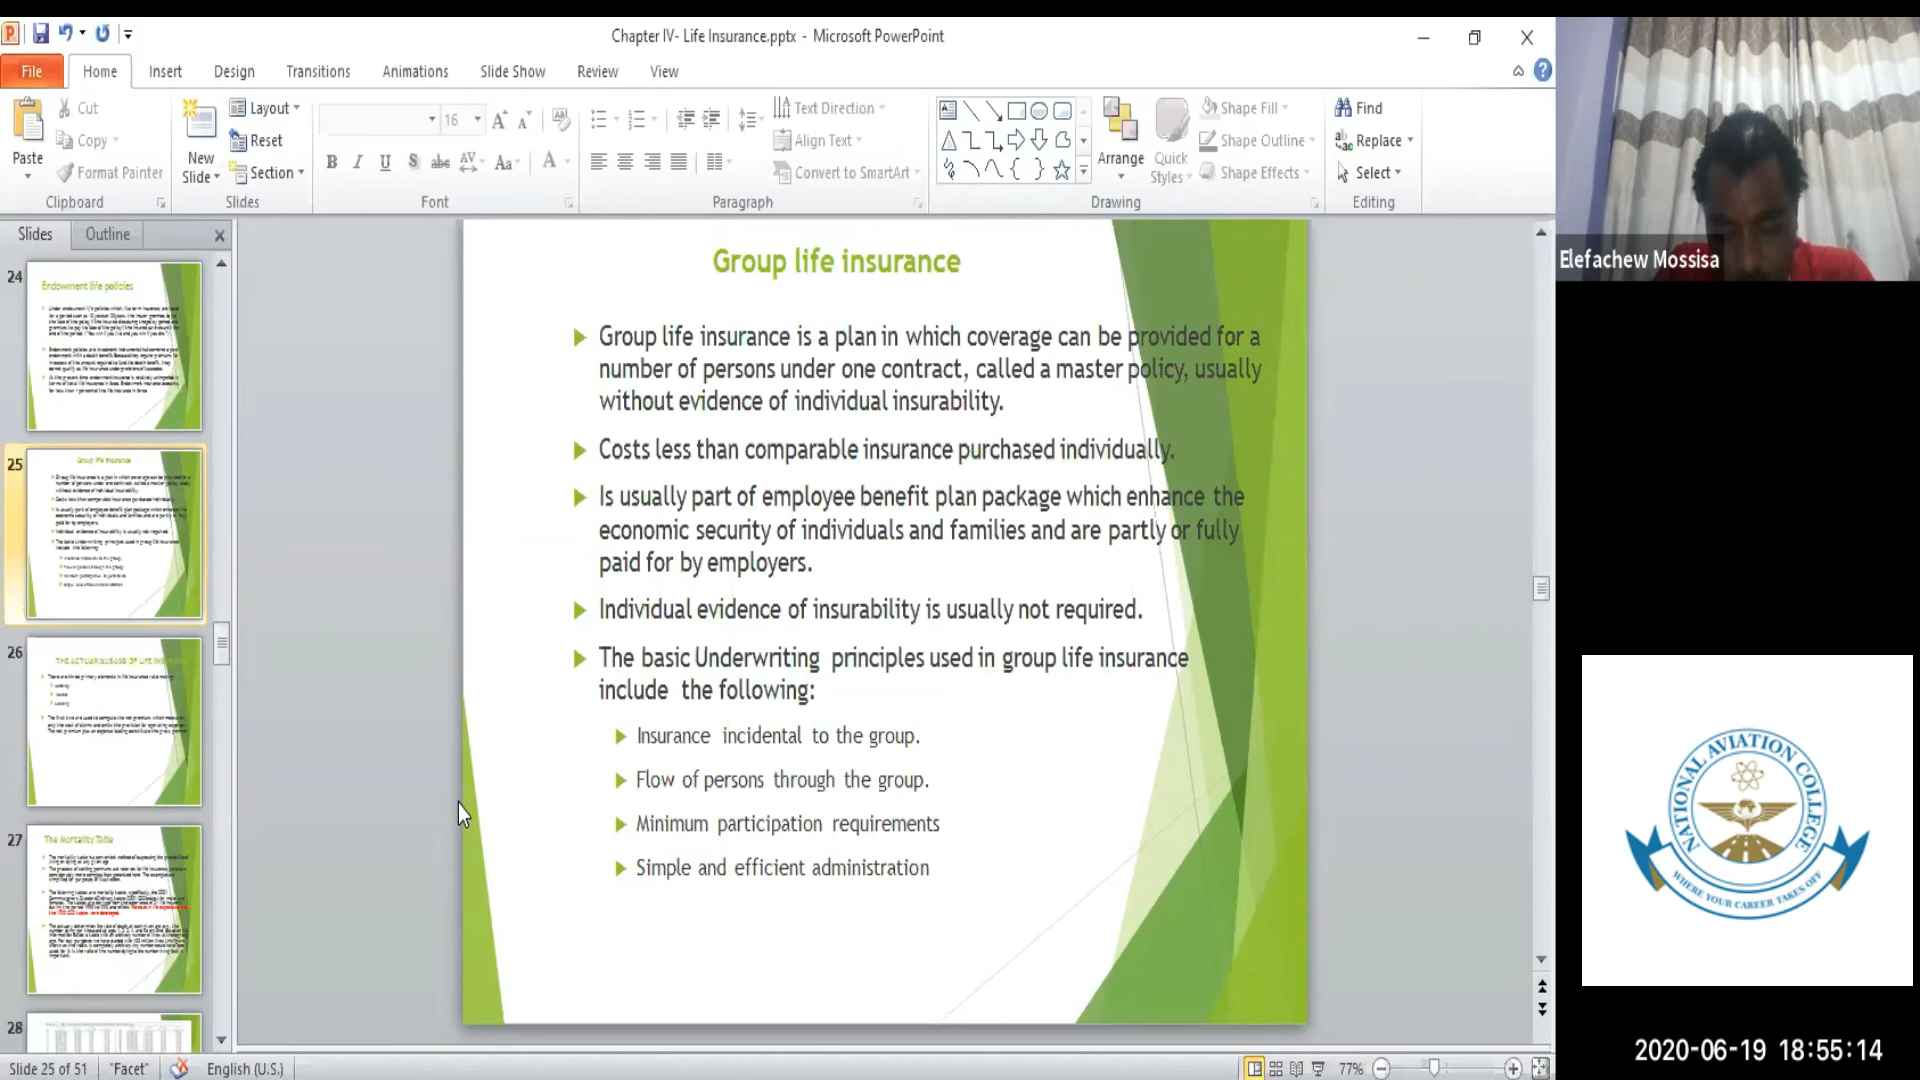 Chapter IV- Life Insurance.pptx - Microsoft PowerPoint
File Home Insert Design Transitions Animations Slide Show Review View
Paste
Cut
Copy
Format Painter
Clipboard
New Slide
Layout
Reset
Section
Slides
16
Font
Text Direction
Align Text
Convert to SmartArt
Paragraph
Arrange
Quick Styles
Shape Fill
Shape Outline
Shape Effects
Drawing
Find
Replace
Select
Editing
Slides Outline
24
Endowment life policies
25
Group life insurance
26
27
The Mortality Table
28
Group life insurance
Group life insurance is a plan in which coverage can be provided for a
number of persons under one contract, called a master policy, usually
without evidence of individual insurability.
Costs less than comparable insurance purchased individually.
Is usually part of employee benefit plan package which enhance the
economic security of individuals and families and are partly or fully
paid for by employers.
Individual evidence of insurability is usually not required.
The basic Underwriting principles used in group life insurance
include the following:
Insurance incidental to the group.
Flow of persons through the group.
Minimum participation requirements
Simple and efficient administration
Slide 25 of 51
"Facet"
English (U.S.)
77%
Elefachew Mossisa
NATIONAL AVIATION COLLEGE
WHERE YOUR CAREER TAKES OFF
2020-06-19 18:55:14